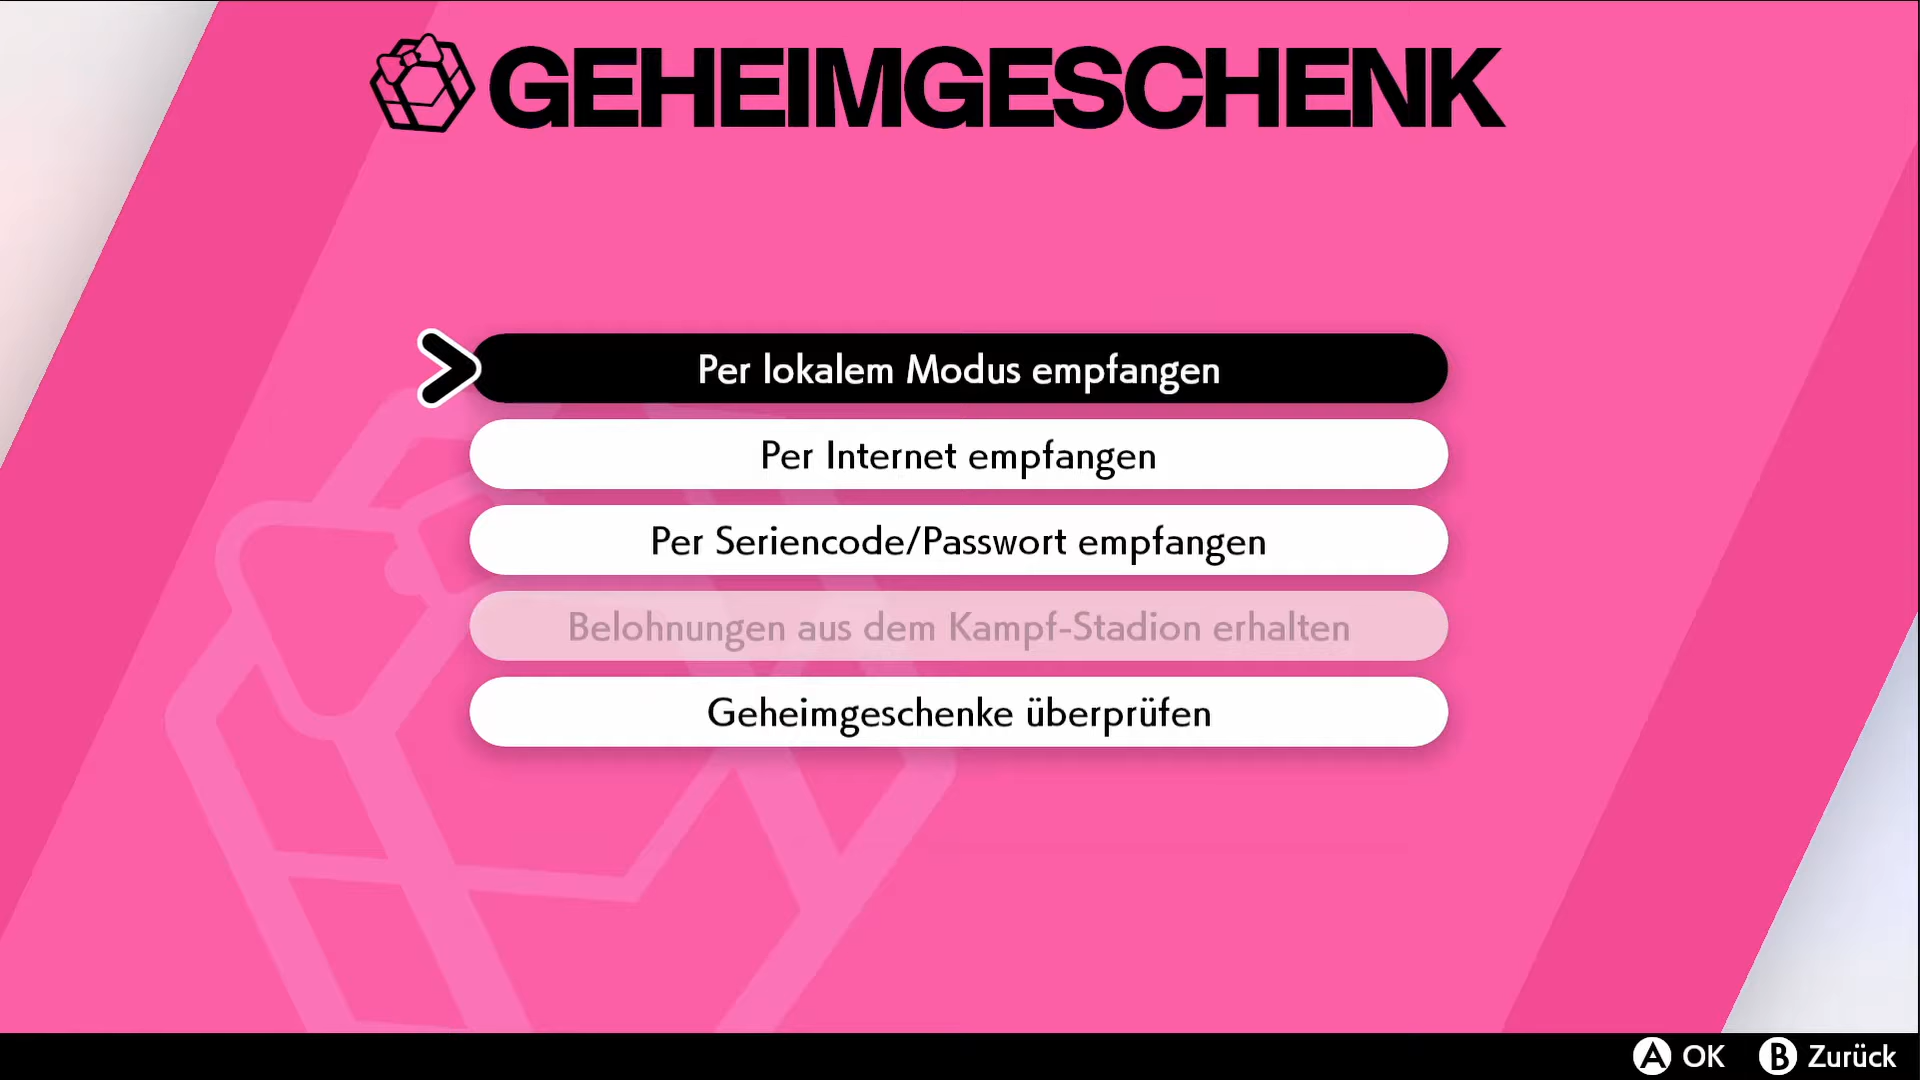 GEHEIMGESCHENK
Per lokalem Modus empfangen
Per Internet empfangen
Per Seriencode/Passwort empfangen
Belohnungen aus dem Kampf-Stadion erhalten
Geheimgeschenke überprüfen
A OK B Zurück